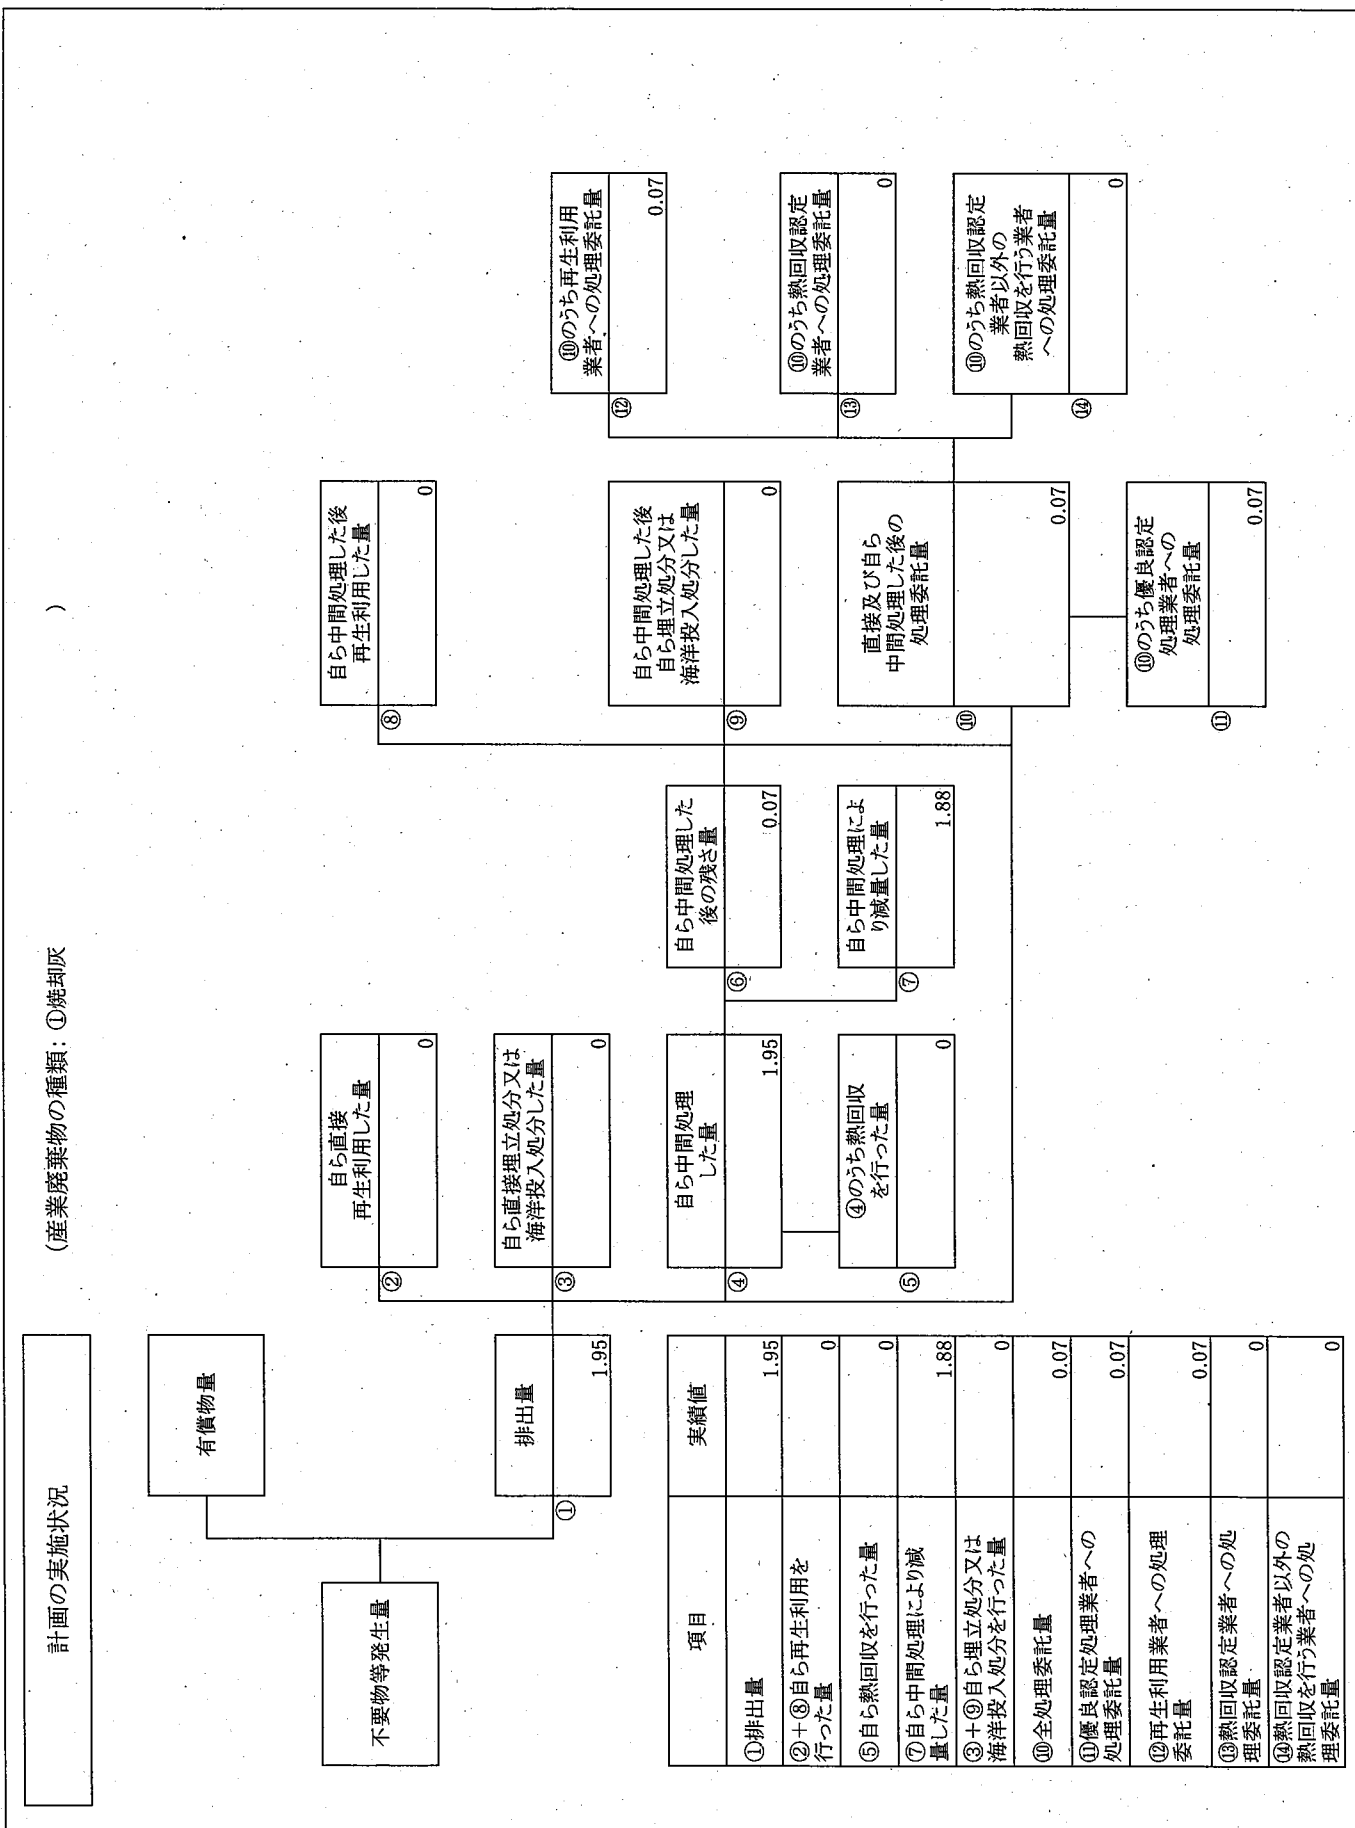 計画の実施状況
(産業廃棄物の種類: ①焼却灰 )
不要物等発生量
有償物量
排出量
①
1.95
②
自ら直接
再生利用した量
0
③
自ら直接埋立処分又は
海洋投入処分した量
0
④
自ら中間処理
した量
1.95
⑤
④のうち熱回収
を行った量
0
⑥
自ら中間処理した
後の残さ量
0.07
⑦
自ら中間処理によ
り減量した量
1.88
⑧
自ら中間処理した後
再生利用した量
0
⑨
自ら中間処理した後
自ら埋立処分又は
海洋投入処分した量
0
⑩
直接及び自ら
中間処理した後の
処理委託量
0.07
⑪
⑩のうち優良認定
処理業者への
処理委託量
0.07
⑫
⑩のうち再生利用
業者への処理委託量
0.07
⑬
⑩のうち熱回収認定
業者への処理委託量
0
⑭
⑩のうち熱回収認定
業者以外の
熱回収を行う業者
への処理委託量
0
項目 実績値
①排出量 1.95
②+⑧自ら再生利用を
行った量 0
⑤自ら熱回収を行った量 0
⑦自ら中間処理により減
量した量 1.88
③+⑨自ら埋立処分又は
海洋投入処分を行った量 0
⑩全処理委託量 0.07
⑪優良認定処理業者への
処理委託量 0.07
⑫再生利用業者への処理
委託量 0.07
⑬熱回収認定業者への処
理委託量 0
⑭熱回収認定業者以外の
熱回収を行う業者への処
理委託量 0